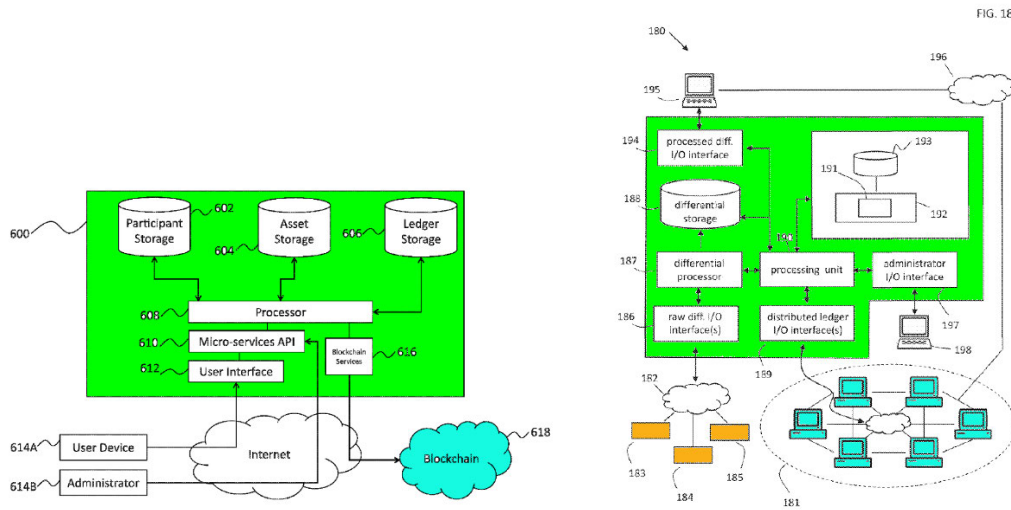 600
Participant
Storage
602
Asset
Storage
604
Ledger
Storage
606
608
Processor
610
Micro-services API
612
User Interface
Blockchain
Services
616
614A
User Device
614B
Administrator
Internet
Blockchain
618
FIG. 18
180
195
196
194
processed diff.
I/O interface
193
191
192
188
differential
storage
190
187
differential
processor
processing unit
administrator
I/O interface
186
raw diff. I/O
interface(s)
distributed ledger
I/O interface(s)
197
198
189
182
183
184
185
181